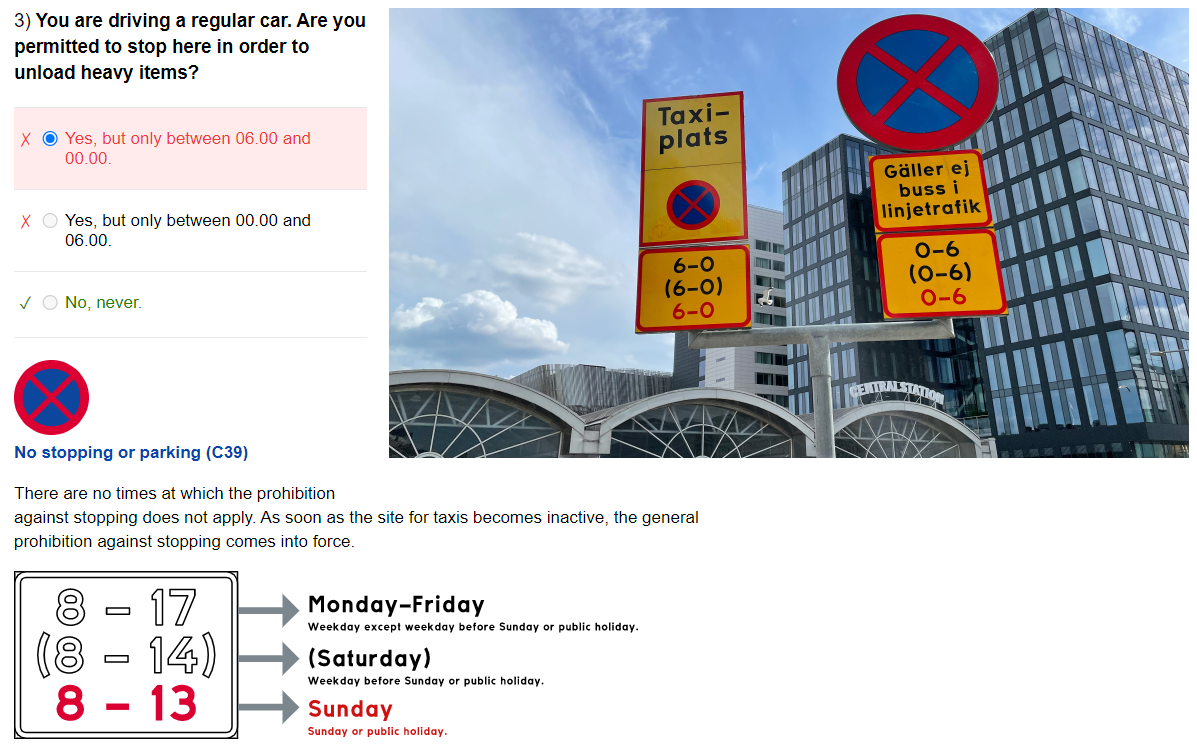 3) You are driving a regular car. Are you
permitted to stop here in order to
unload heavy items?
Yes, but only between 06.00 and
00.00.
Yes, but only between 00.00 and
06.00.
No, never.
Taxi-
plats
6-0
(6-0)
6-0
Gäller ej
buss i
linjetrafik
0-6
(0-6)
0-6
CENTRALSTATION
No stopping or parking (C39)
There are no times at which the prohibition
against stopping does not apply. As soon as the site for taxis becomes inactive, the general
prohibition against stopping comes into force.
8 - 17
(8 - 14)
8 - 13
Monday-Friday
Weekday except weekday before Sunday or public holiday.
(Saturday)
Weekday before Sunday or public holiday.
Sunday
Sunday or public holiday.